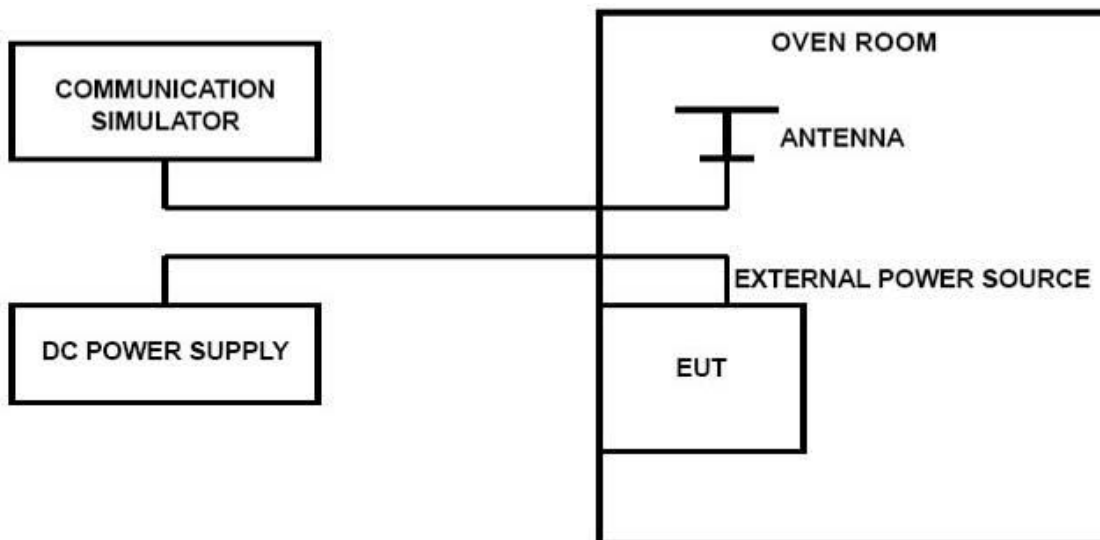 OVEN ROOM
COMMUNICATION
SIMULATOR
ANTENNA
EXTERNAL POWER SOURCE
DC POWER SUPPLY
EUT